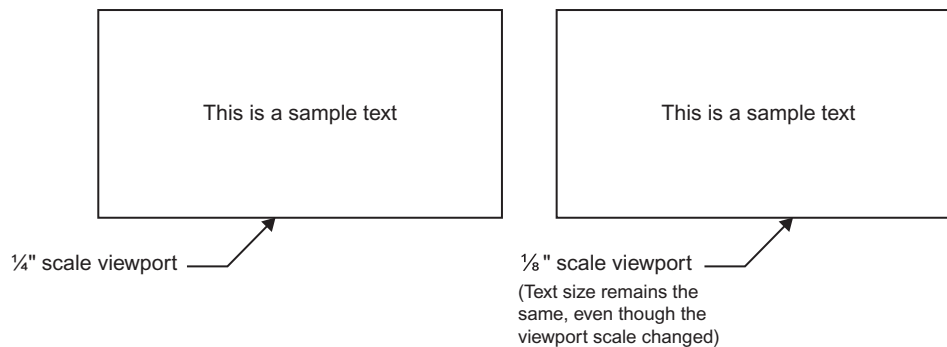 This is a sample text
This is a sample text
¼" scale viewport
⅛" scale viewport
(Text size remains the
same, even though the
viewport scale changed)